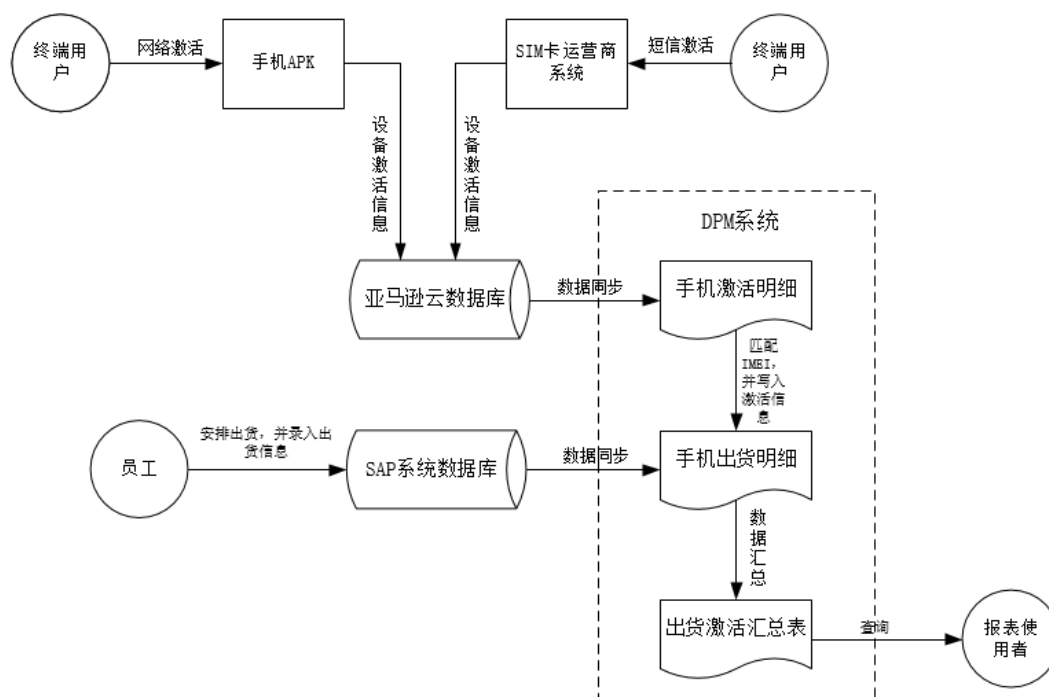 终端用
户
网络激活
手机APK
SIM卡运营商
系统
短信激活
终端用
户
设备激活信息
设备激活信息
DPM系统
亚马逊云数据库
数据同步
手机激活明细
匹配
IMEI，
并写入
激活信
息
员工
安排出货，并录入出
货信息
SAP系统数据库
数据同步
手机出货明细
数据汇总
出货激活汇总表
查询
报表使
用者